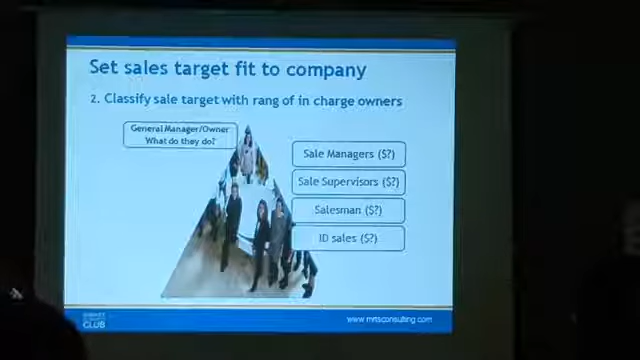 Set sales target fit to company
2. Classify sale target with rang of in charge owners
General Manager/Owner
What do they do?
Sale Managers ($?)
Sale Supervisors ($?)
Salesman ($?)
ID sales ($?)
CLUB
www.mrtsconsulting.com